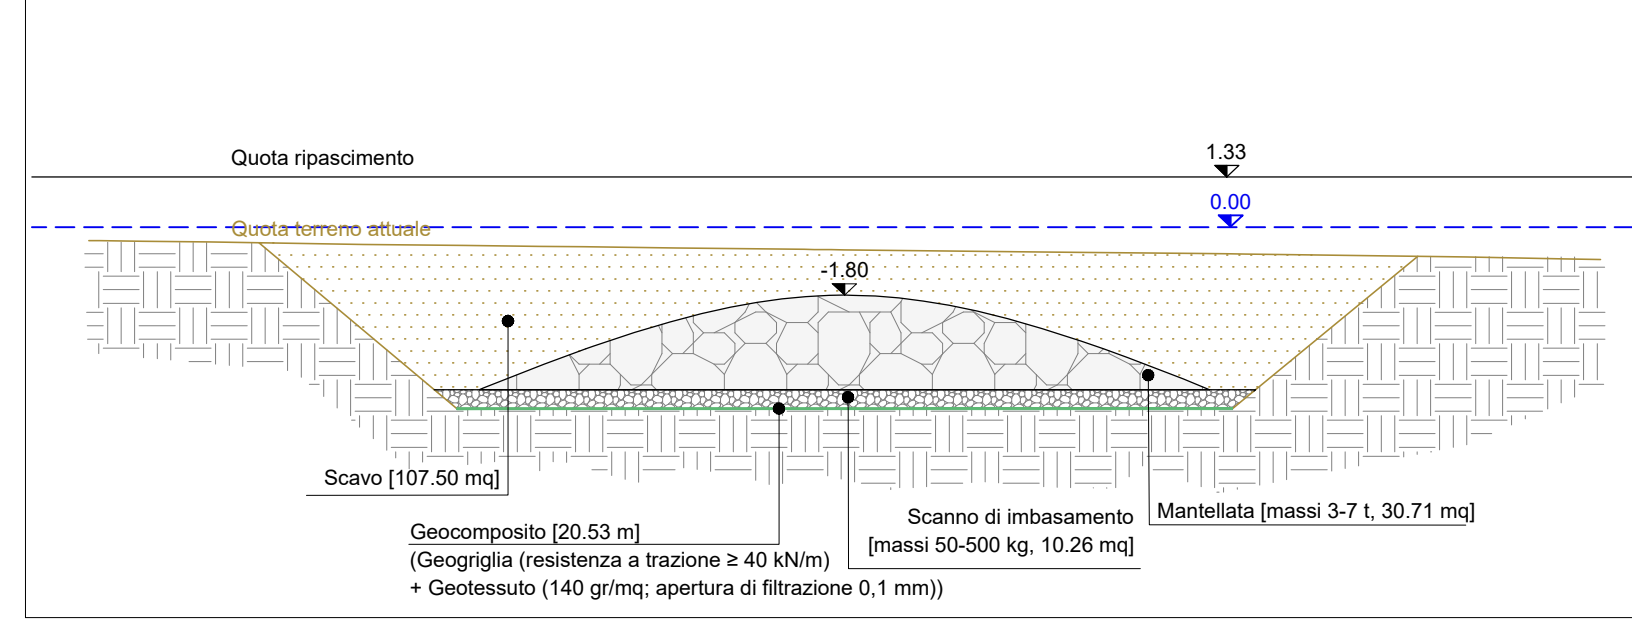 Quota ripascimento
1.33
0.00
Quota terreno attuale
-1.80
Scavo [107.50 mq]
Geocomposito [20.53 m]
(Geogriglia (resistenza a trazione ≥ 40 kN/m)
+ Geotessuto (140 gr/mq; apertura di filtrazione 0,1 mm))
Scanno di imbasamento
[massi 50-500 kg, 10.26 mq]
Mantellata [massi 3-7 t, 30.71 mq]